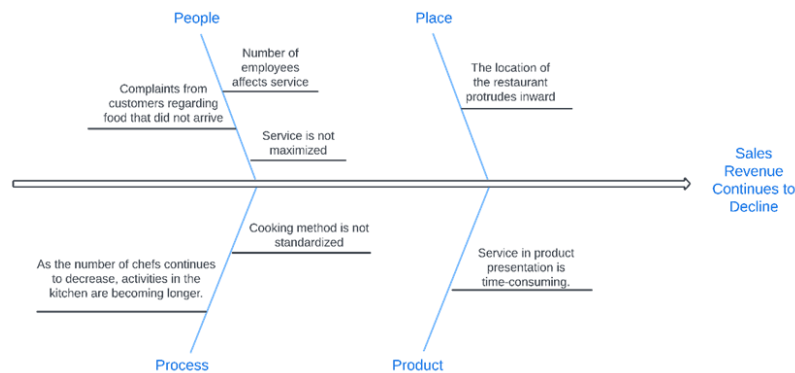 People
Place
Number of
employees
affects service
Complaints from
customers regarding
food that did not arrive
Service is not
maximized
The location of
the restaurant
protrudes inward
Sales
Revenue
Continues to
Decline
Cooking method is not
standardized
As the number of chefs continues
to decrease, activities in the
kitchen are becoming longer.
Service in product
presentation is
time-consuming.
Process
Product